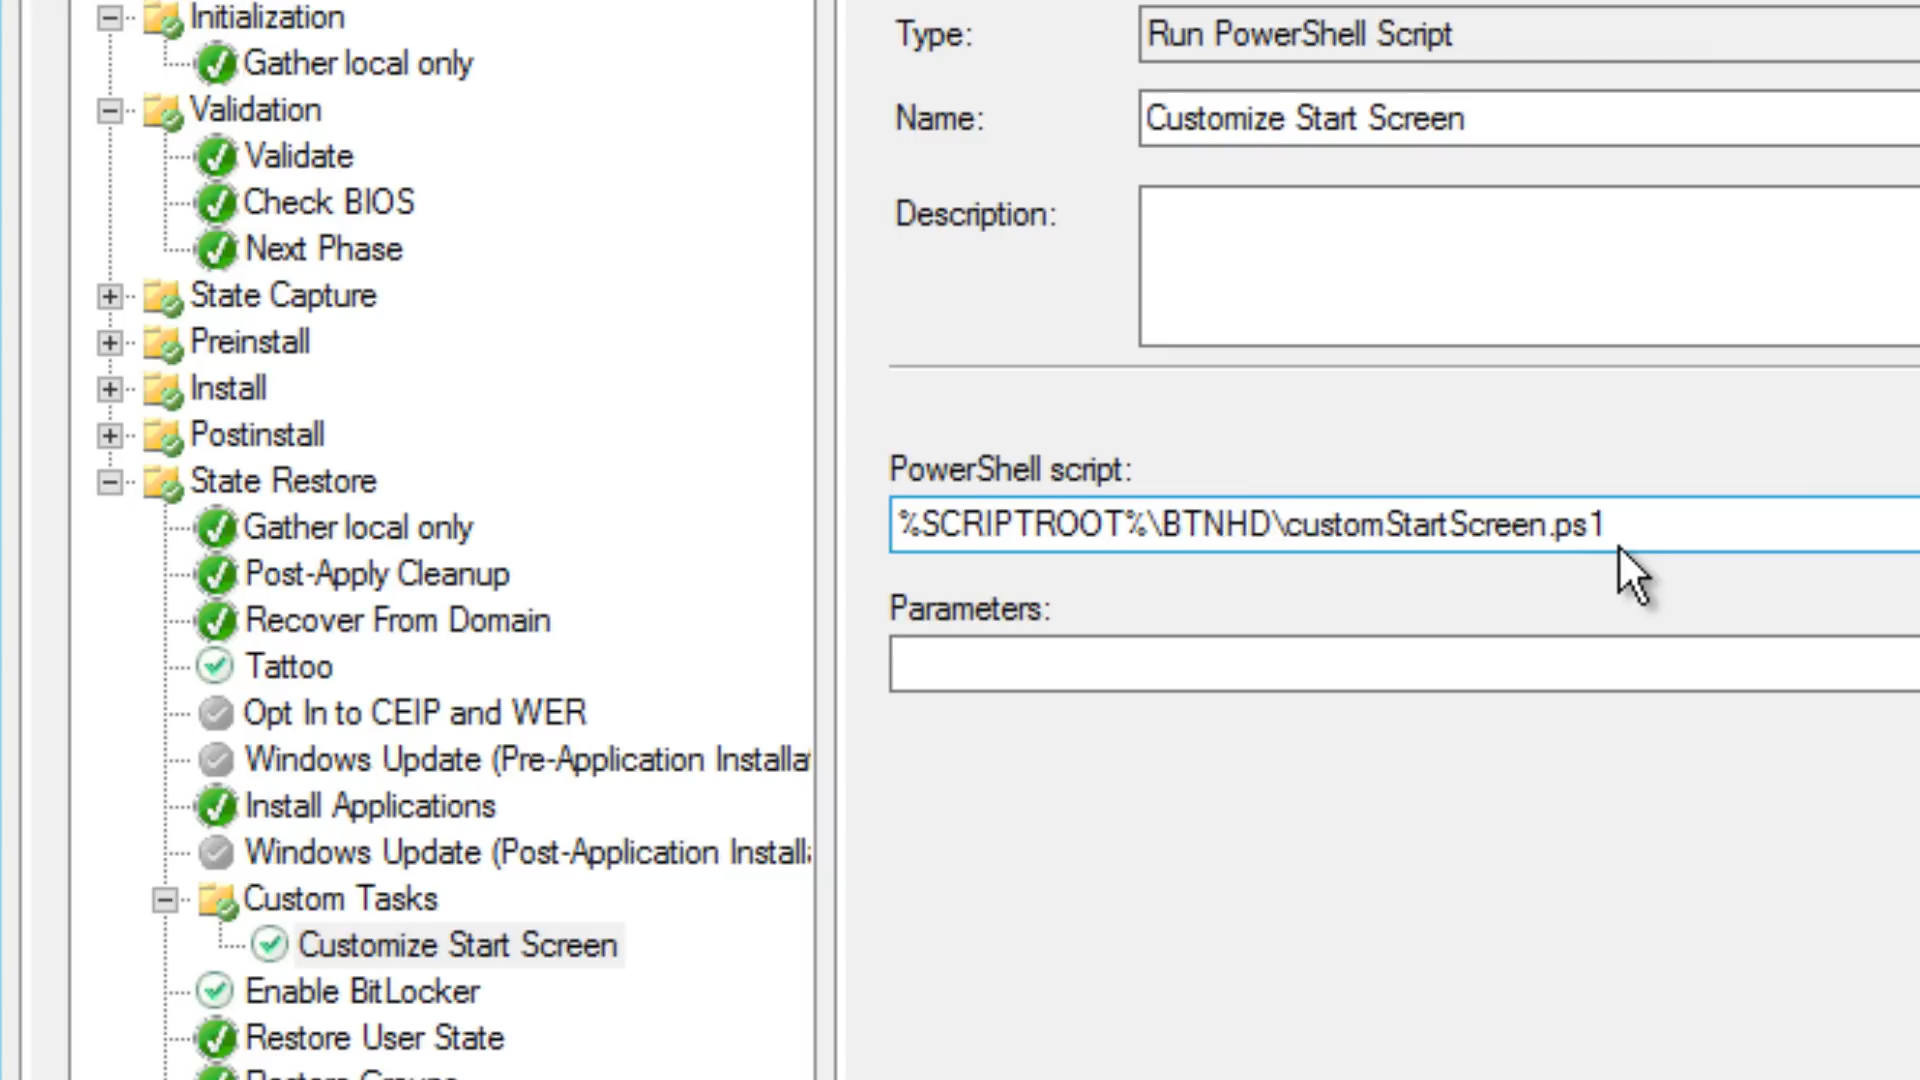 Initialization
Gather local only
Validation
Validate
Check BIOS
Next Phase
State Capture
Preinstall
Install
Postinstall
State Restore
Gather local only
Post-Apply Cleanup
Recover From Domain
Tattoo
Opt In to CEIP and WER
Windows Update (Pre-Application Installa
Install Applications
Windows Update (Post-Application Install
Custom Tasks
Customize Start Screen
Enable BitLocker
Restore User State
Restore Groups
Type: Run PowerShell Script
Name: Customize Start Screen
Description:
PowerShell script:
%SCRIPTROOT%\BTNHD\customStartScreen.ps1
Parameters: